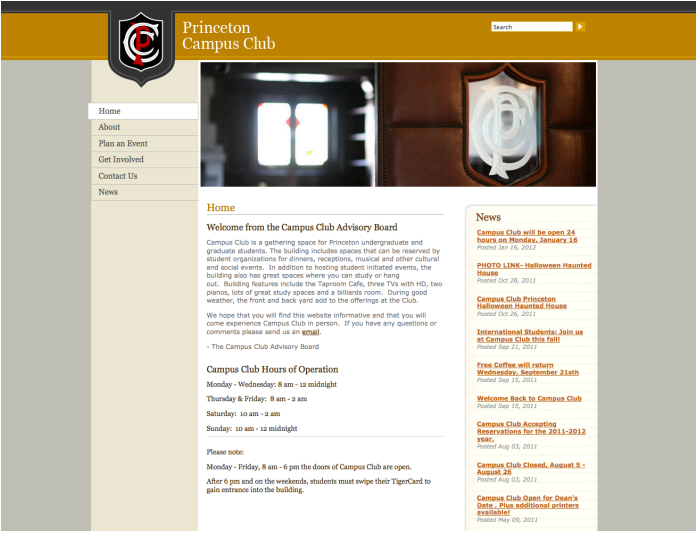 Princeton
Campus Club
Search
Home
About
Plan an Event
Get Involved
Contact Us
News
Home
Welcome from the Campus Club Advisory Board
Campus Club is a gathering space for Princeton undergraduate and
graduate students. The building includes spaces that can be reserved by
student organizations for dinners, receptions, musical and other cultural
and social events.  In addition to hosting student initiated events, the
building also has great spaces where you can study or hang
out.  Building features include the Taproom Cafe, three TVs with HD, two
pianos, lots of great study spaces and a billiards room.  During good
weather, the front and back yard add to the offerings at the Club.
We hope that you will find this website informative and that you will
come experience Campus Club in person.  If you have any questions or
comments please send us an email.
- The Campus Club Advisory Board
Campus Club Hours of Operation
Monday - Wednesday: 8 am - 12 midnight
Thursday & Friday:  8 am - 2 am
Saturday:  10 am - 2 am
Sunday:  10 am - 12 midnight
Please note:
Monday - Friday, 8 am - 6 pm the doors of Campus Club are open.
After 6 pm and on the weekends, students must swipe their TigerCard to
gain entrance into the building.
News
Campus Club will be open 24
hours on Monday, January 16
Posted Jan 16, 2012
PHOTO LINK- Halloween Haunted
House
Posted Oct 28, 2011
Campus Club Princeton
Halloween Haunted House
Posted Oct 26, 2011
International Students: Join us
at Campus Club this fall!
Posted Sep 21, 2011
Free Coffee will return
Wednesday, September 21sth
Posted Sep 15, 2011
Welcome Back to Campus Club
Posted Sep 15, 2011
Campus Club Accepting
Reservations for the 2011-2012
year.
Posted Aug 03, 2011
Campus Club Closed, August 5 -
August 26
Posted Aug 03, 2011
Campus Club Open for Dean's
Date , Plus additional printers
available!
Posted May 09, 2011